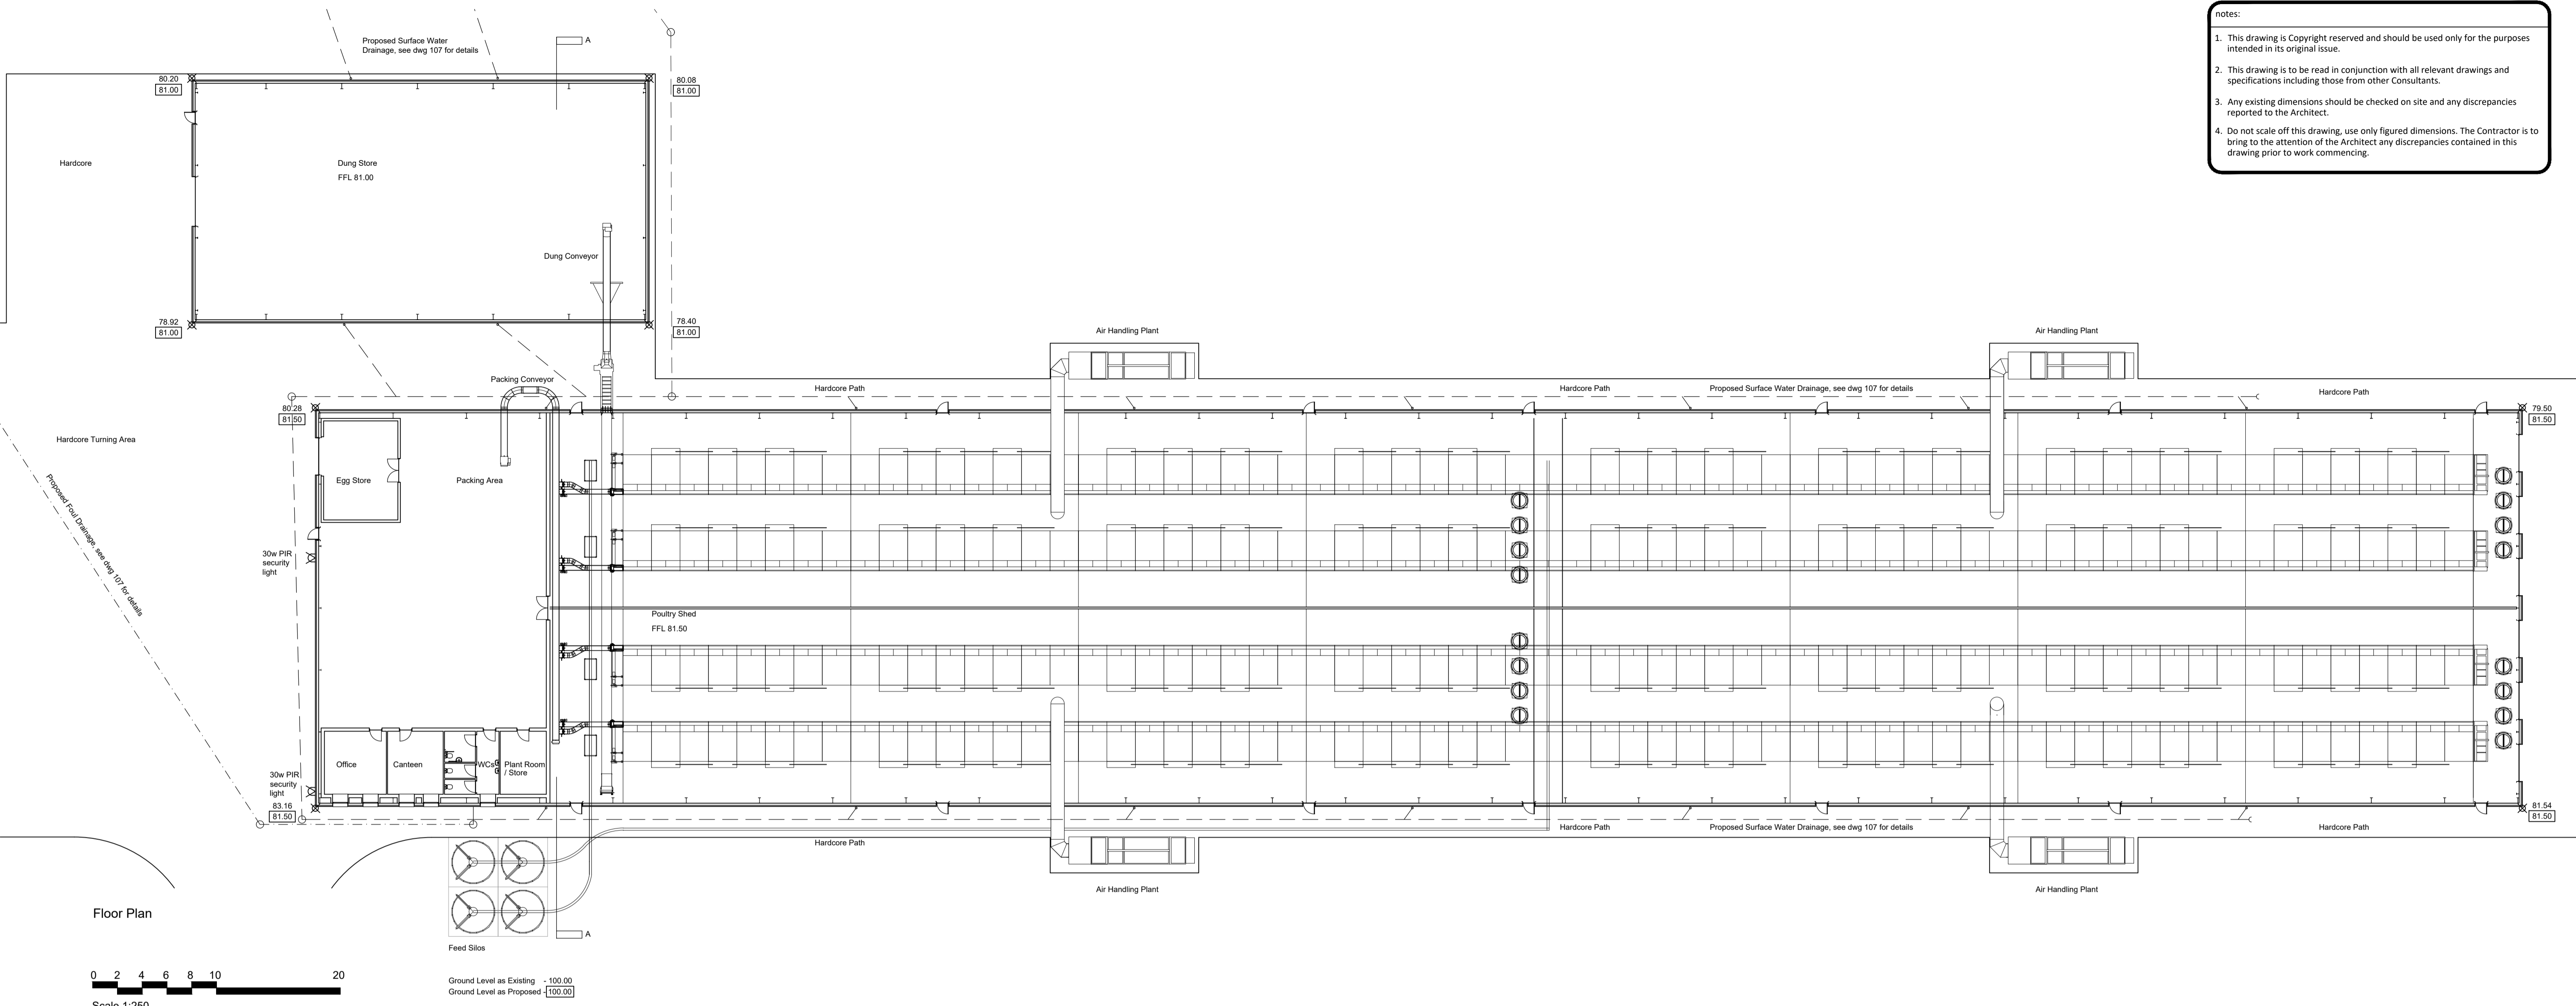 notes:
1. This drawing is Copyright reserved and should be used only for the purposes
intended in its original issue.
2. This drawing is to be read in conjunction with all relevant drawings and
specifications including those from other Consultants.
3. Any existing dimensions should be checked on site and any discrepancies
reported to the Architect.
4. Do not scale off this drawing, use only figured dimensions. The Contractor is to
bring to the attention of the Architect any discrepancies contained in this
drawing prior to work commencing.
Proposed Surface Water
Drainage, see dwg 107 for details
A
80.20
81.00
80.08
81.00
Hardcore
Dung Store
FFL 81.00
Dung Conveyor
78.92
81.00
78.40
81.00
Air Handling Plant
Air Handling Plant
Packing Conveyor
Hardcore Path
Hardcore Path
Proposed Surface Water Drainage, see dwg 107 for details
Hardcore Path
80.28
81.50
79.50
81.50
Hardcore Turning Area
Egg Store
Packing Area
Proposed Foul Drainage, see dwg 107 for details
30w PIR
security
light
Poultry Shed
FFL 81.50
Office
Canteen
WCs
Plant Room
/ Store
30w PIR
security
light
83.16
81.50
81.54
81.50
Hardcore Path
Hardcore Path
Proposed Surface Water Drainage, see dwg 107 for details
Hardcore Path
Air Handling Plant
Air Handling Plant
Floor Plan
A
Feed Silos
0 2 4 6 8 10 20
Scale 1:250
Ground Level as Existing - 100.00
Ground Level as Proposed - 100.00